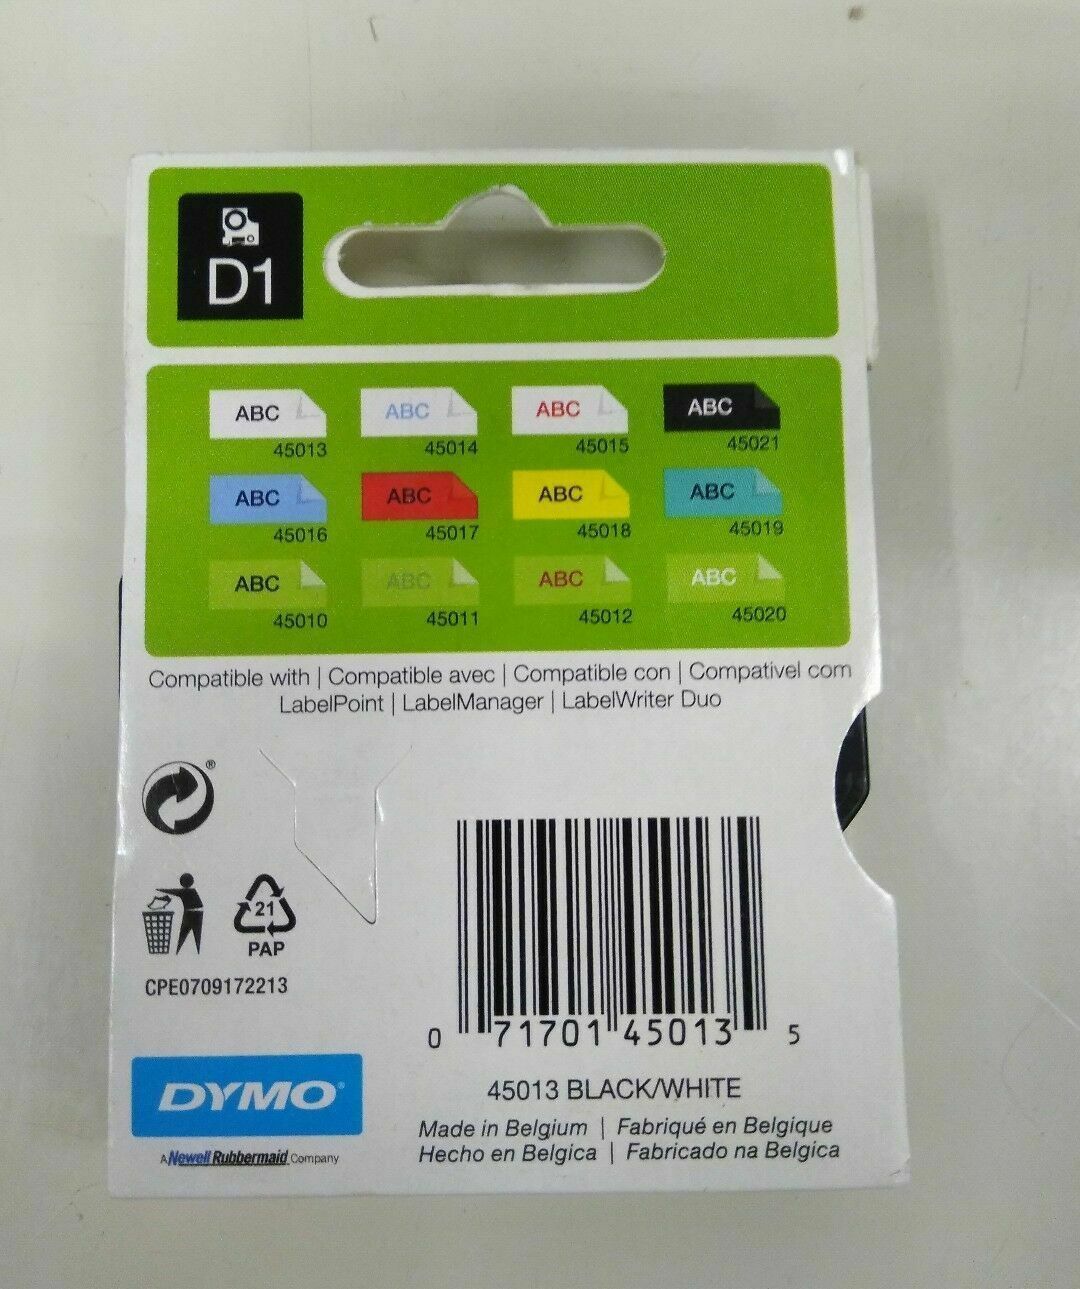 D1
ABC ABC ABC ABC
45013 45014 45015 45021
ABC ABC ABC ABC
45016 45017 45018 45019
ABC ABC ABC ABC
45010 45011 45012 45020
Compatible with | Compatible avec | Compatible con | Compativel com
LabelPoint | LabelManager | LabelWriter Duo
®
21
PAP
CPE0709172213
0 71701 45013 5
DYMO®
45013 BLACK/WHITE
Made in Belgium | Fabriqué en Belgique
Hecho en Belgica | Fabricado na Belgica
A Newell Rubbermaid Company